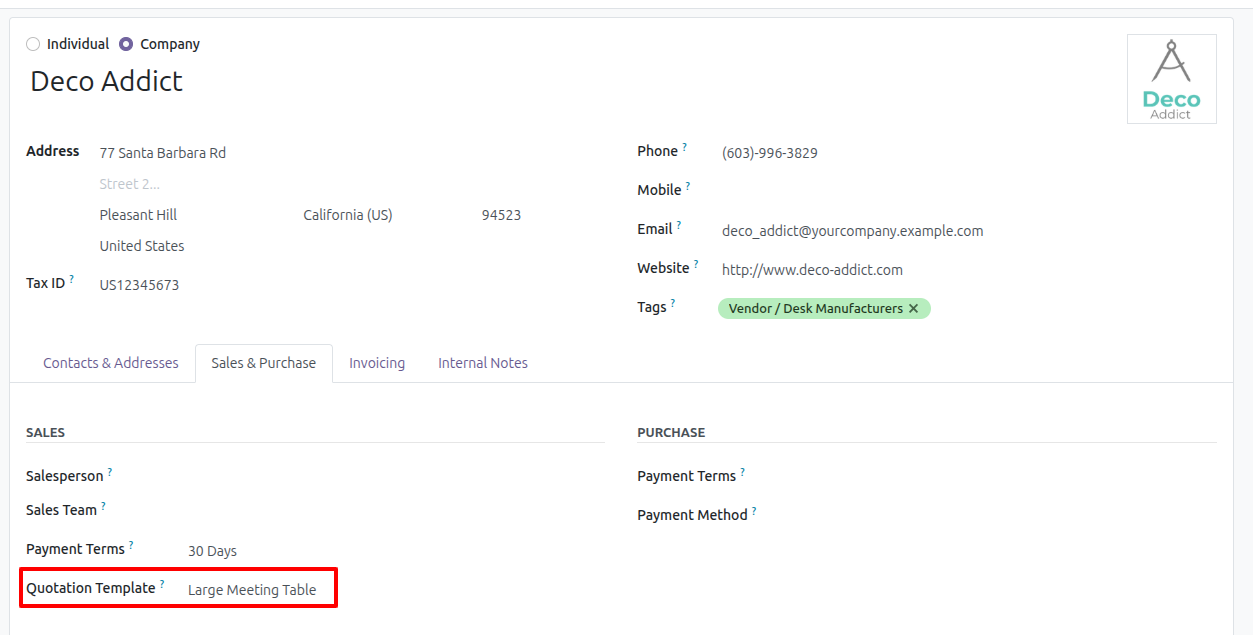 Individual Company
Deco Addict
Deco
Addict
Address 77 Santa Barbara Rd
Street 2...
Pleasant Hill California (US) 94523
United States
Tax ID ? US12345673
Phone ? (603)-996-3829
Mobile ?
Email ? deco_addict@yourcompany.example.com
Website ? http://www.deco-addict.com
Tags ? Vendor / Desk Manufacturers ×
Contacts & Addresses Sales & Purchase Invoicing Internal Notes
SALES
Salesperson ?
Sales Team ?
Payment Terms ? 30 Days
Quotation Template ? Large Meeting Table
PURCHASE
Payment Terms ?
Payment Method ?